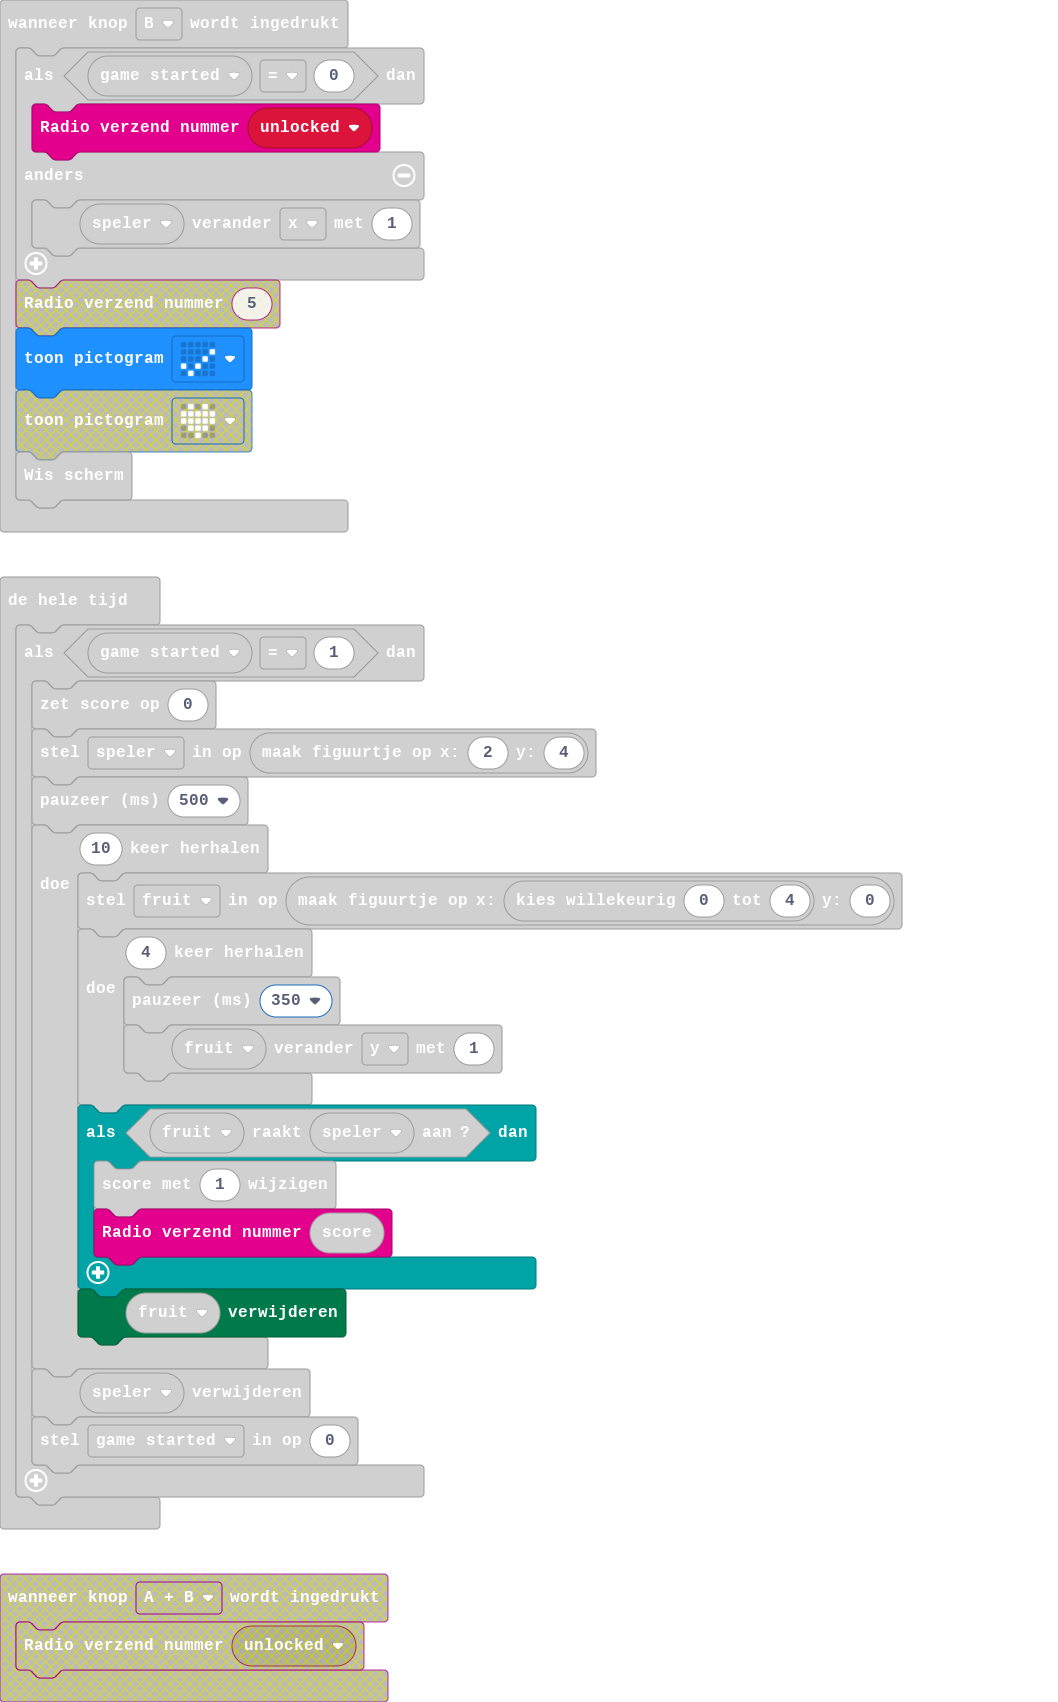 wanneer knop B wordt ingedrukt
als game started = 0 dan
Radio verzend nummer unlocked
anders
speler verander x met 1
Radio verzend nummer 5
toon pictogram
toon pictogram
Wis scherm
de hele tijd
als game started = 1 dan
zet score op 0
stel speler in op maak figuurtje op x: 2 y: 4
pauzeer (ms) 500
10 keer herhalen
doe
stel fruit in op maak figuurtje op x: kies willekeurig 0 tot 4 y: 0
4 keer herhalen
doe
pauzeer (ms) 350
fruit verander y met 1
als fruit raakt speler aan ? dan
score met 1 wijzigen
Radio verzend nummer score
fruit verwijderen
speler verwijderen
stel game started in op 0
wanneer knop A + B wordt ingedrukt
Radio verzend nummer unlocked